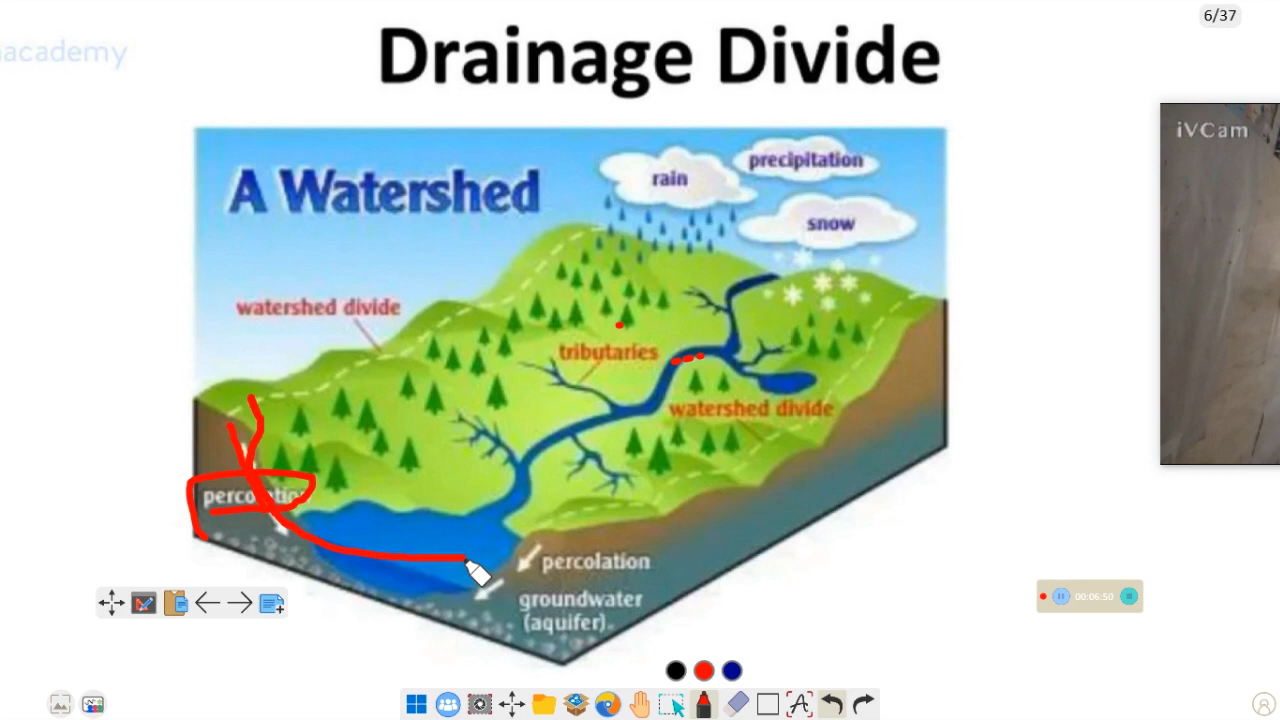 6/37
Drainage Divide
academy
iVCam
precipitation
rain
A Watershed
snow
watershed divide
tributaries
watershed divide
percolation
percolation
groundwater
(aquifer).
00:06:50